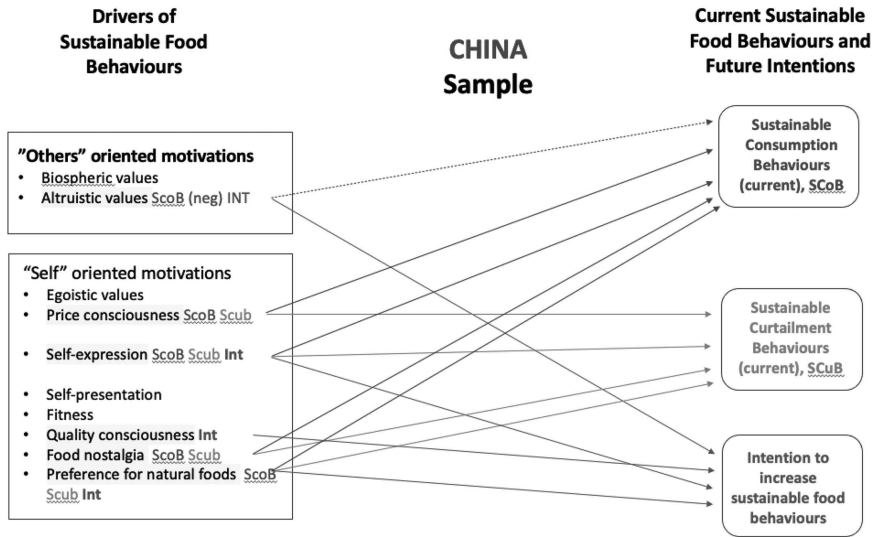 Drivers of
Sustainable Food
Behaviours
CHINA
Sample
Current Sustainable
Food Behaviours and
Future Intentions
”Others” oriented motivations
• Biospheric values
• Altruistic values ScoB (neg) INT
“Self” oriented motivations
• Egoistic values
• Price consciousness ScoB Scub
• Self-expression ScoB Scub Int
• Self-presentation
• Fitness
• Quality consciousness Int
• Food nostalgia ScoB Scub
• Preference for natural foods ScoB
Scub Int
Sustainable
Consumption
Behaviours
(current), SCoB
Sustainable
Curtailment
Behaviours
(current), SCuB
Intention to
increase
sustainable food
behaviours